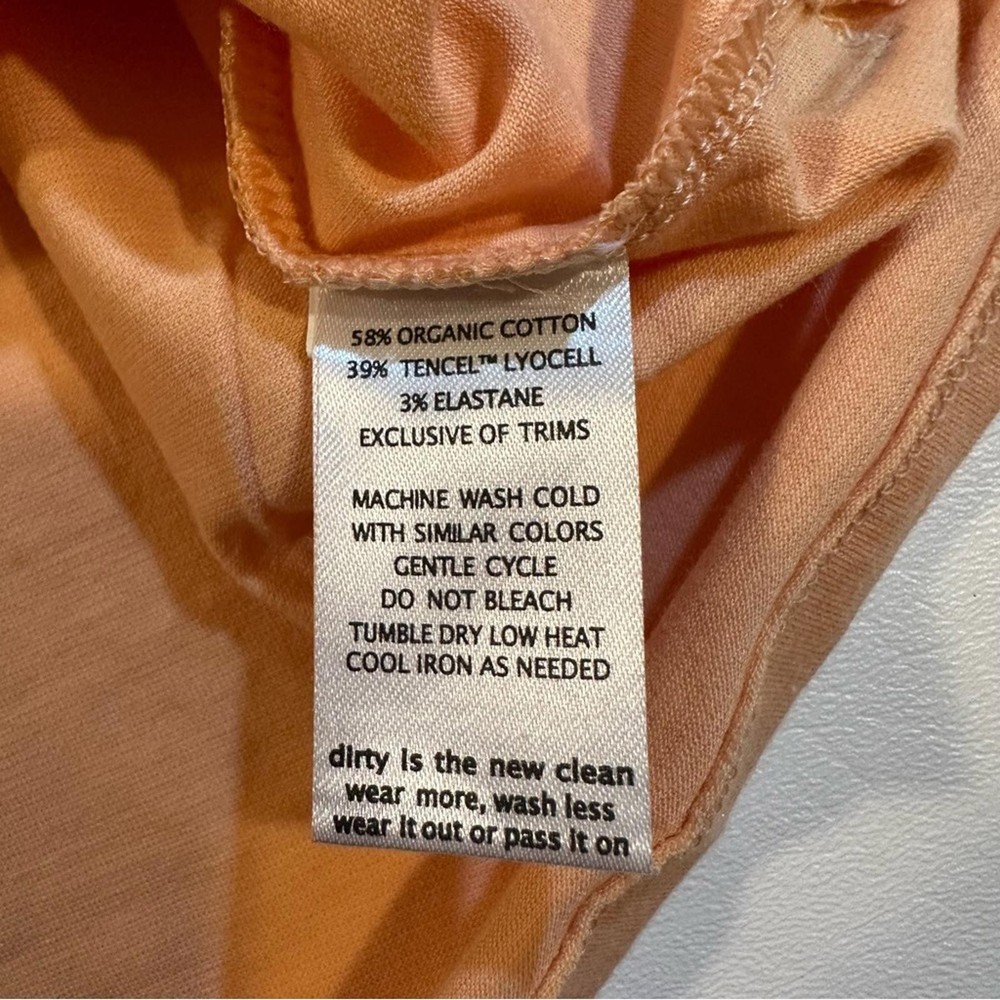 58% ORGANIC COTTON
39% TENCEL™ LYOCELL
3% ELASTANE
EXCLUSIVE OF TRIMS
MACHINE WASH COLD
WITH SIMILAR COLORS
GENTLE CYCLE
DO NOT BLEACH
TUMBLE DRY LOW HEAT
COOL IRON AS NEEDED
dirty is the new clean
wear more, wash less
wear it out or pass it on